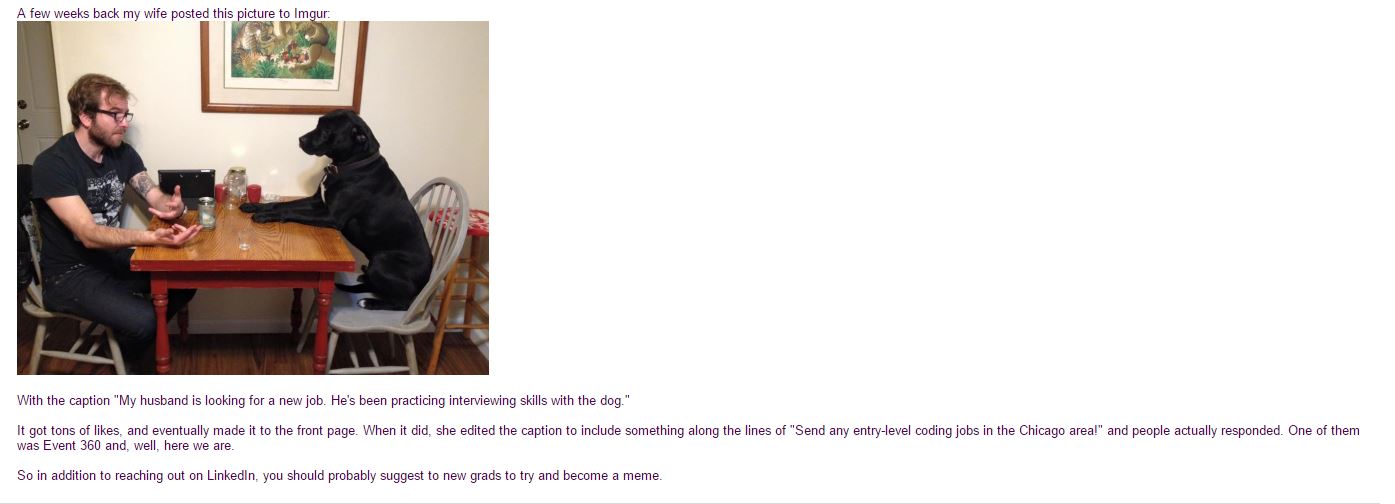 A few weeks back my wife posted this picture to Imgur:
With the caption "My husband is looking for a new job. He's been practicing interviewing skills with the dog."
It got tons of likes, and eventually made it to the front page. When it did, she edited the caption to include something along the lines of "Send any entry-level coding jobs in the Chicago area!" and people actually responded. One of them
was Event 360 and, well, here we are.
So in addition to reaching out on LinkedIn, you should probably suggest to new grads to try and become a meme.